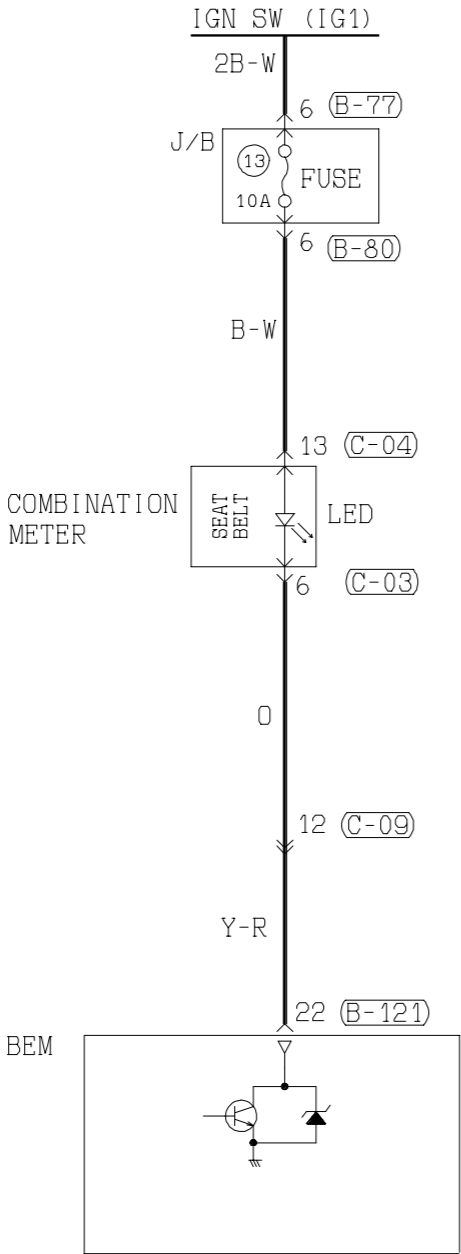 IGN SW (IG1)
2B-W
6 (B-77)
J/B
13
FUSE
10A
6 (B-80)
B-W
13 (C-04)
COMBINATION
METER
SEAT
BELT
LED
6 (C-03)
O
12 (C-09)
Y-R
22 (B-121)
BEM